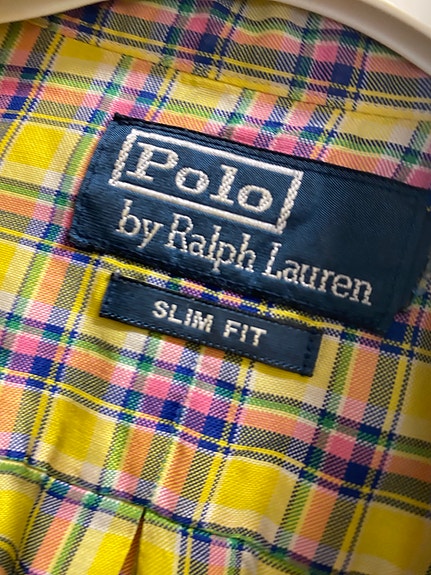 Polo
by Ralph Lauren
SLIM FIT